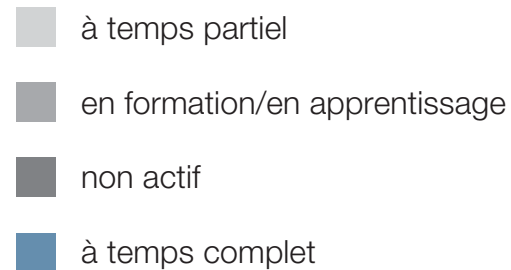 à temps partiel
en formation/en apprentissage
non actif
à temps complet